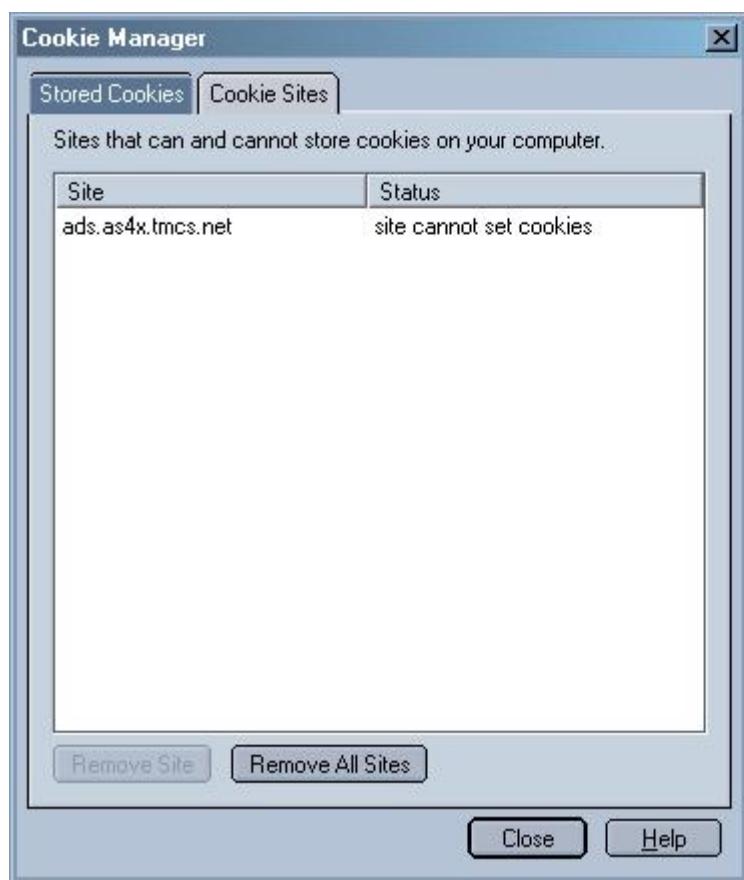 Cookie Manager
Stored Cookies Cookie Sites
Sites that can and cannot store cookies on your computer.
Site Status
ads.as4x.tmcs.net site cannot set cookies
Remove Site Remove All Sites
Close Help